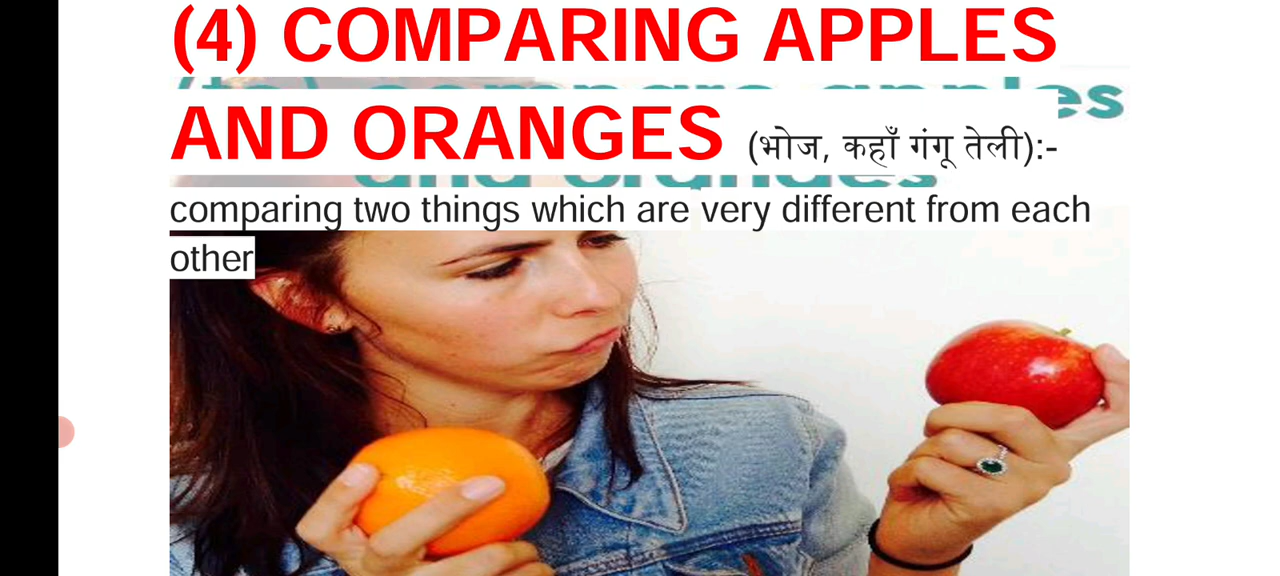 (4) COMPARING APPLES
AND ORANGES (भोज, कहाँ गंगू तेली):-
comparing two things which are very different from each
other